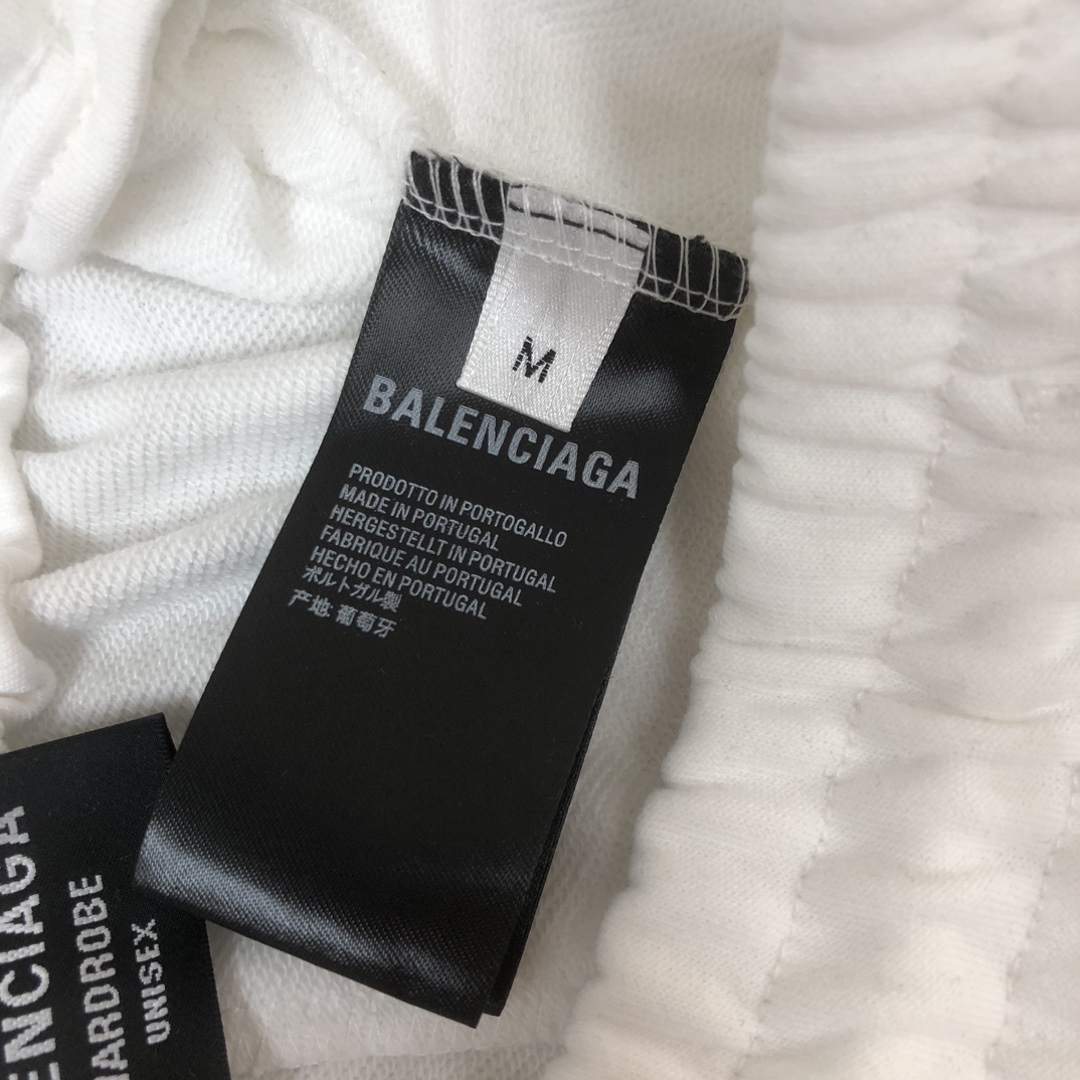 M
BALENCIAGA
PRODOTTO IN PORTOGALLO
MADE IN PORTUGAL
HERGESTELLT IN PORTUGAL
FABRIQUE AU PORTUGAL
HECHO EN PORTUGAL
ポルトガル製
产地:葡萄牙
ENCIAGA
ARDROBE
UNISEX